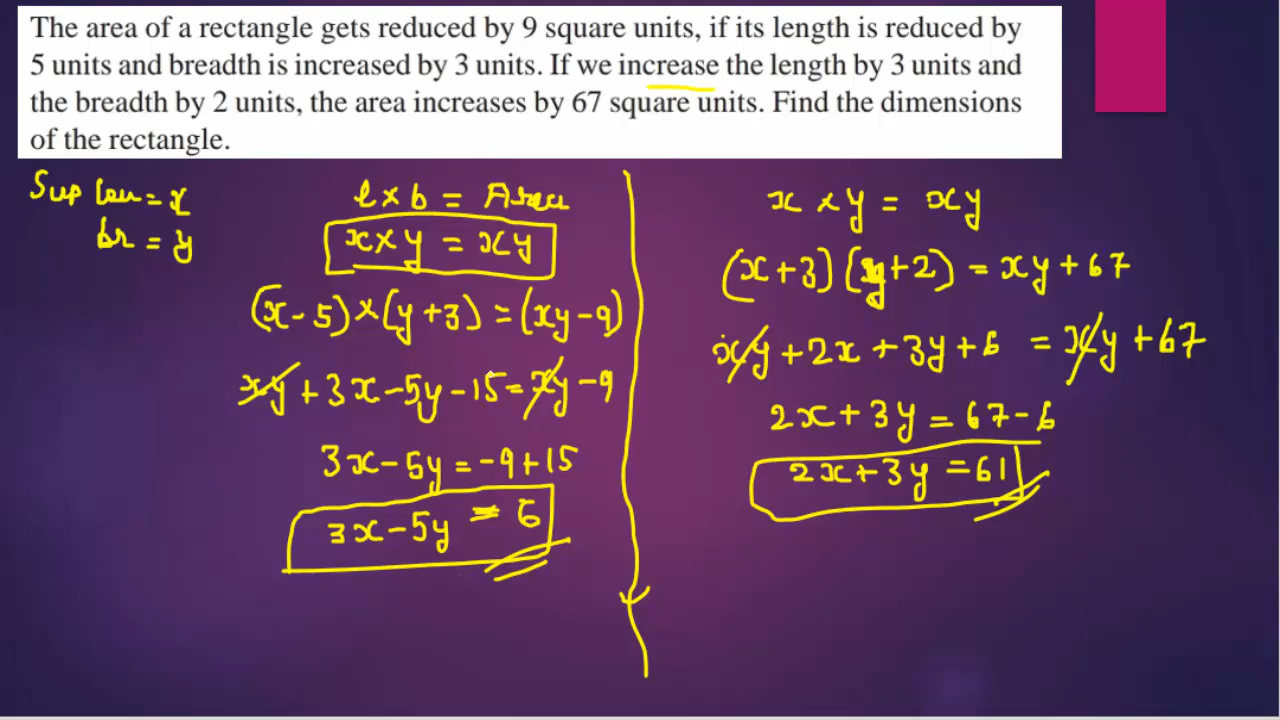 The area of a rectangle gets reduced by 9 square units, if its length is reduced by
5 units and breadth is increased by 3 units. If we increase the length by 3 units and
the breadth by 2 units, the area increases by 67 square units. Find the dimensions
of the rectangle.
Sup len = x
br = y
l × b = Area
x × y = xy
(x - 5) × (y + 3) = (xy - 9)
xy + 3x - 5y - 15 = xy - 9
3x - 5y = -9 + 15
3x - 5y = 6
x × y = xy
(x + 3) (y + 2) = xy + 67
xy + 2x + 3y + 6 = xy + 67
2x + 3y = 67 - 6
2x + 3y = 61